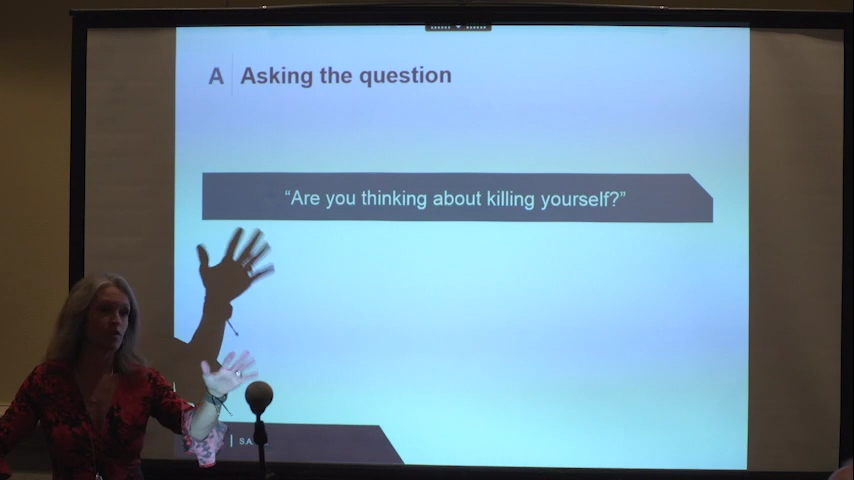 A Asking the question
“Are you thinking about killing yourself?”